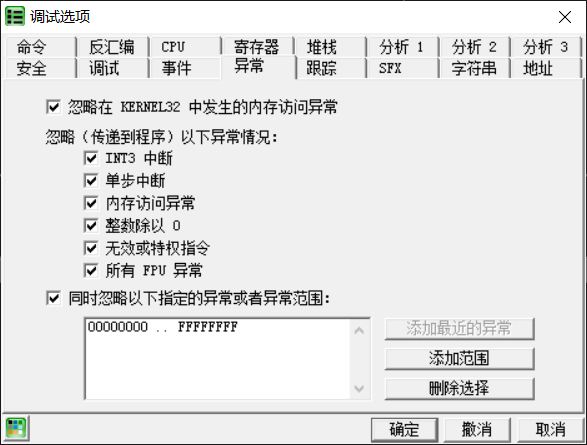 调试选项
命令 反汇编 CPU 寄存器 堆栈 分析 1 分析 2 分析 3
安全 调试 事件 异常 跟踪 SFX 字符串 地址
忽略在 KERNEL32 中发生的内存访问异常
忽略(传递到程序)以下异常情况:
INT3 中断
单步中断
内存访问异常
整数除以 0
无效或特权指令
所有 FPU 异常
同时忽略以下指定的异常或者异常范围:
00000000 .. FFFFFFFF
添加最近的异常
添加范围
删除选择
确定 撤消 取消